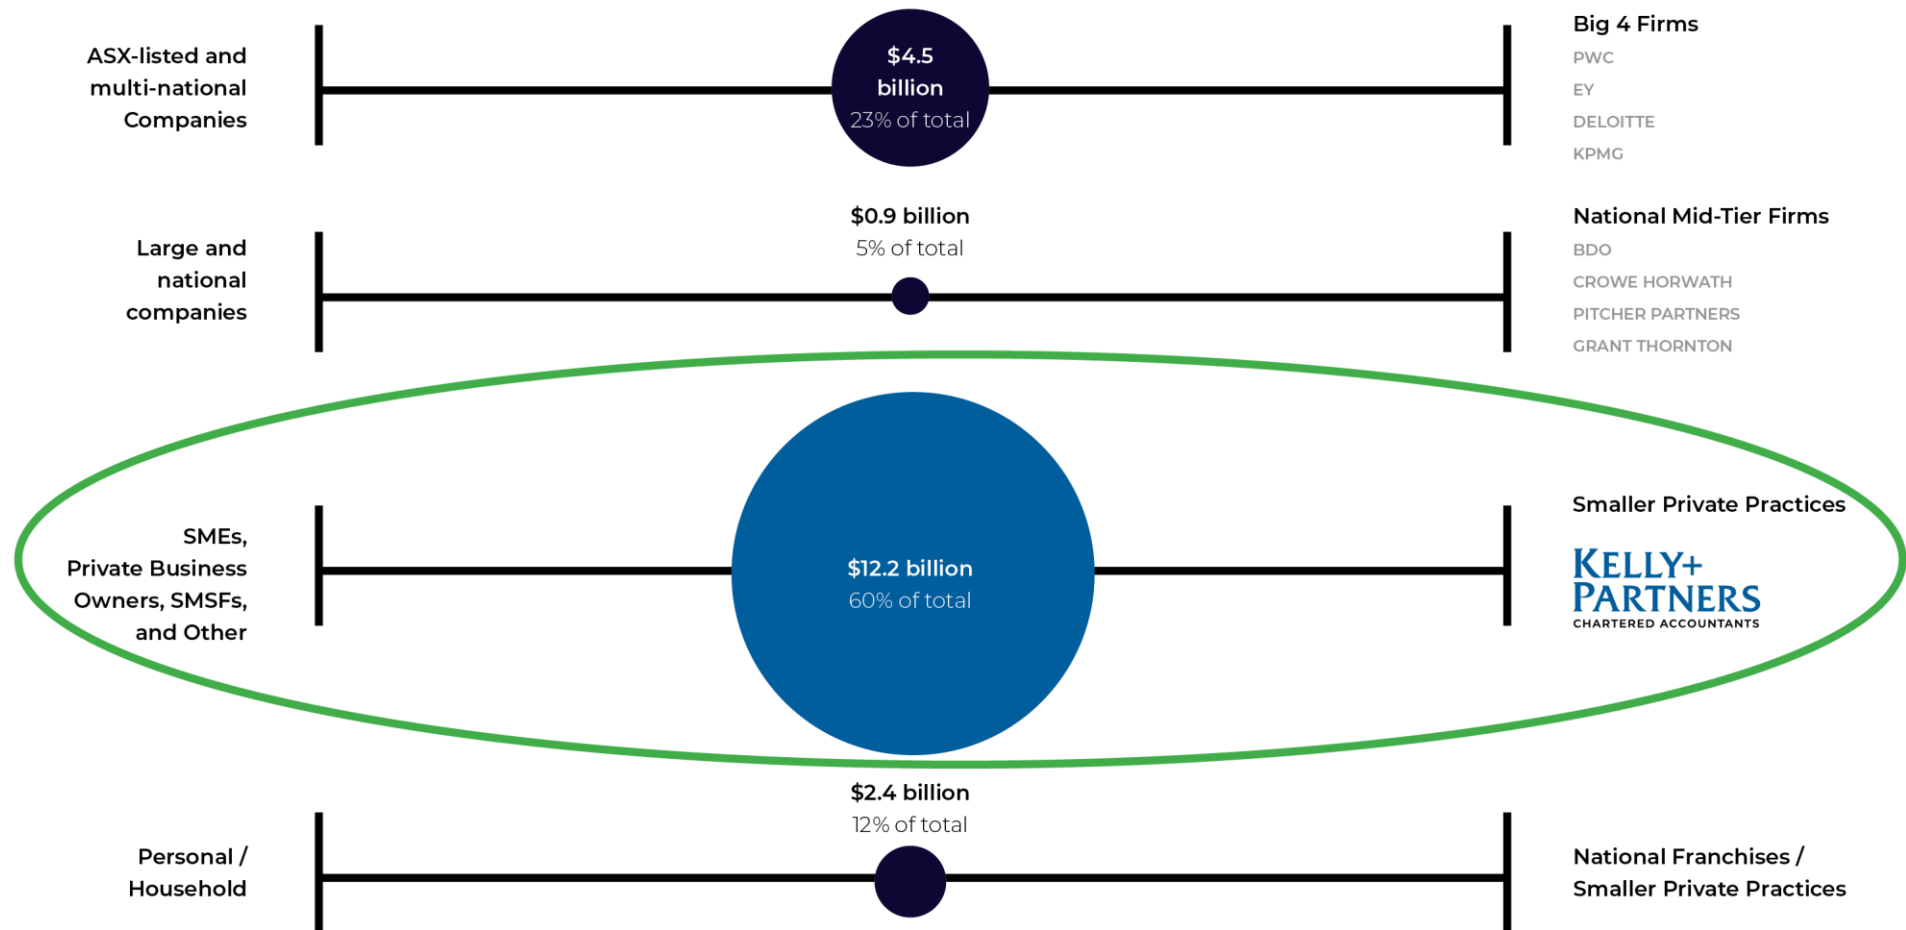 ASX-listed and
multi-national
Companies
$4.5
billion
23% of total
Big 4 Firms
PWC
EY
DELOITTE
KPMG
Large and
national
companies
$0.9 billion
5% of total
National Mid-Tier Firms
BDO
CROWE HORWATH
PITCHER PARTNERS
GRANT THORNTON
SMEs,
Private Business
Owners, SMSFs,
and Other
$12.2 billion
60% of total
Smaller Private Practices
KELLY+
PARTNERS
CHARTERED ACCOUNTANTS
Personal /
Household
$2.4 billion
12% of total
National Franchises /
Smaller Private Practices